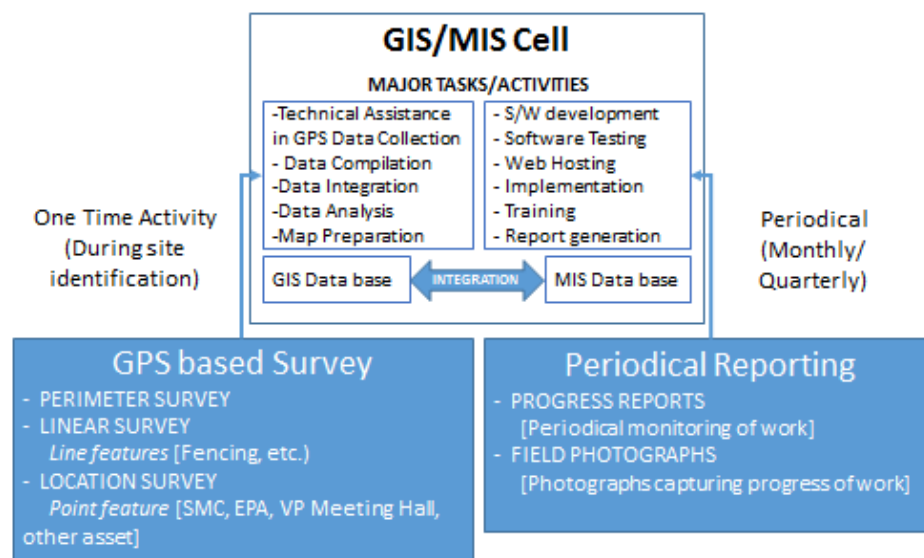 GIS/MIS Cell
MAJOR TASKS/ACTIVITIES
-Technical Assistance
in GPS Data Collection
- Data Compilation
-Data Integration
-Data Analysis
-Map Preparation
- S/W development
- Software Testing
- Web Hosting
- Implementation
- Training
- Report generation
GIS Data base
INTEGRATION
MIS Data base
One Time Activity
(During site
identification)
Periodical
(Monthly/
Quarterly)
GPS based Survey
- PERIMETER SURVEY
- LINEAR SURVEY
Line features [Fencing, etc.)
- LOCATION SURVEY
Point feature [SMC, EPA, VP Meeting Hall,
other asset]
Periodical Reporting
- PROGRESS REPORTS
[Periodical monitoring of work]
- FIELD PHOTOGRAPHS
[Photographs capturing progress of work]